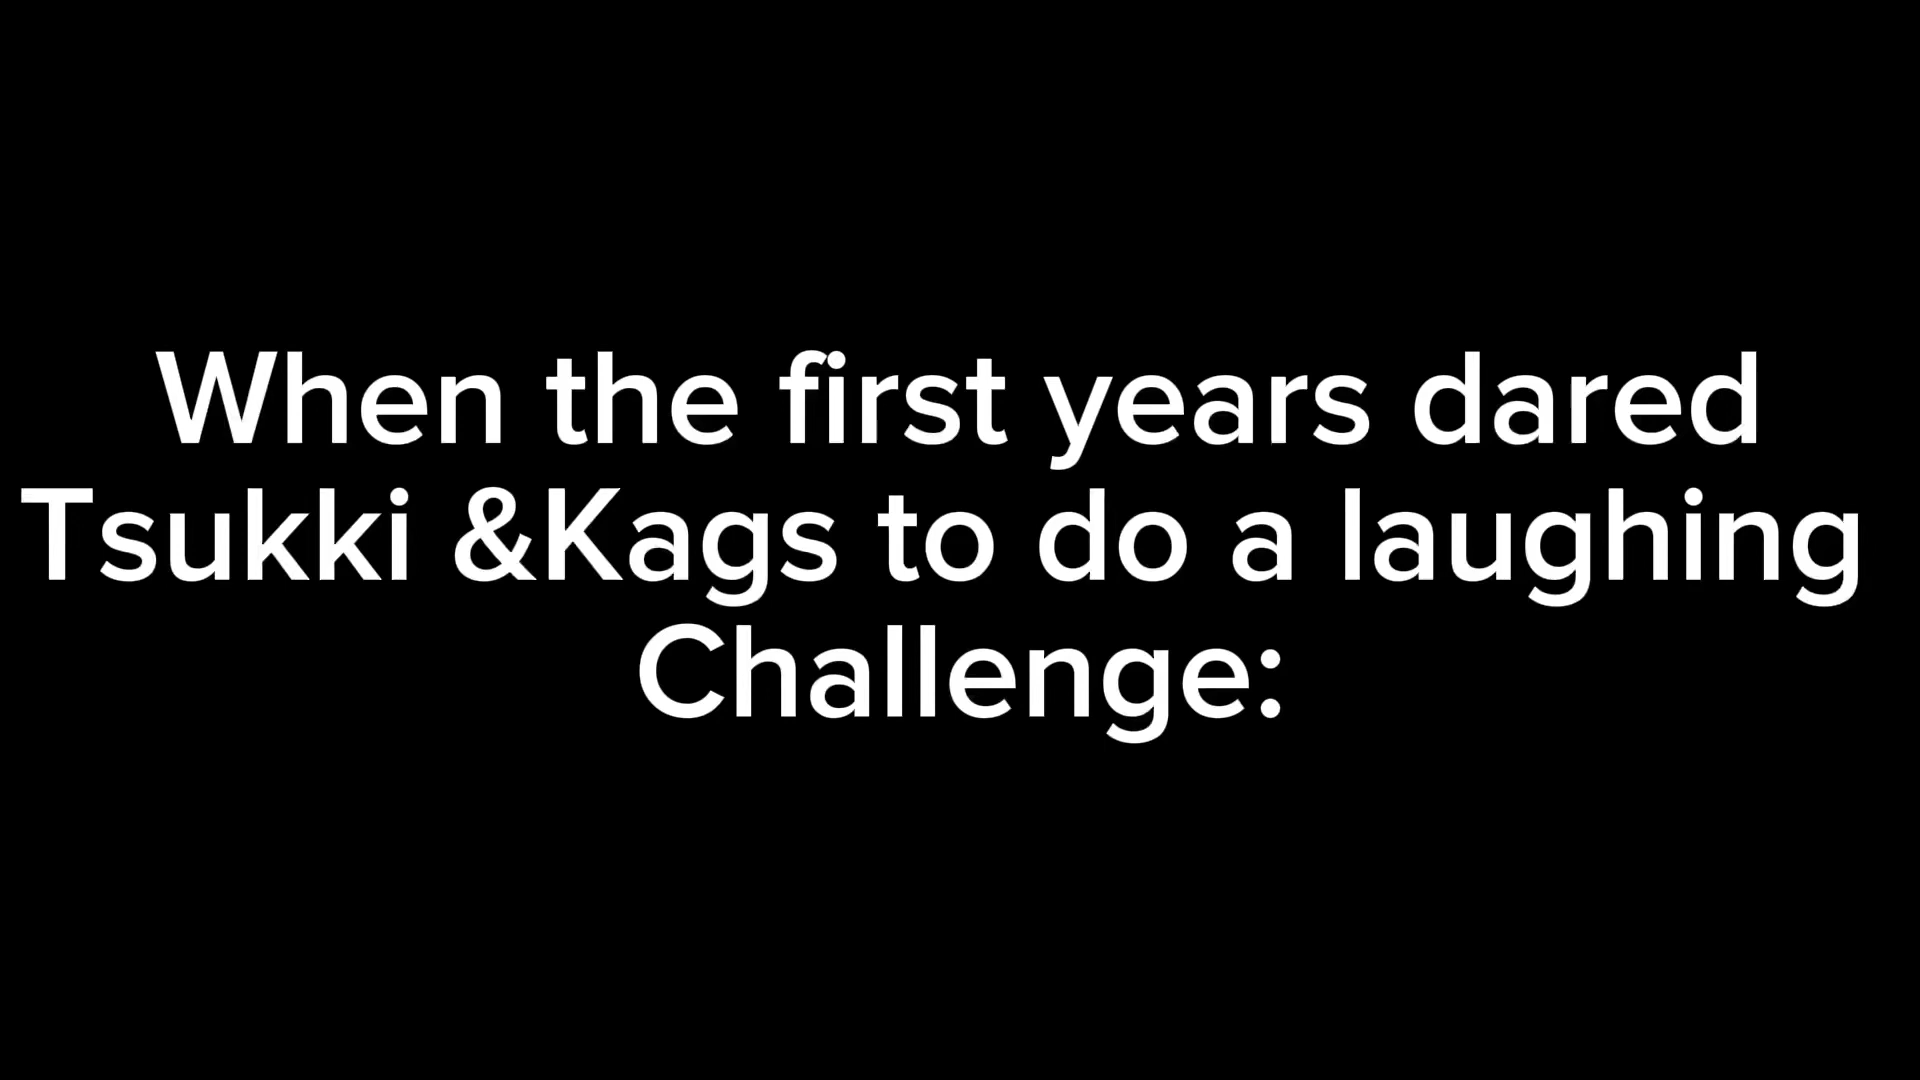 When the first years dared
Tsukki &Kags to do a laughing
Challenge: